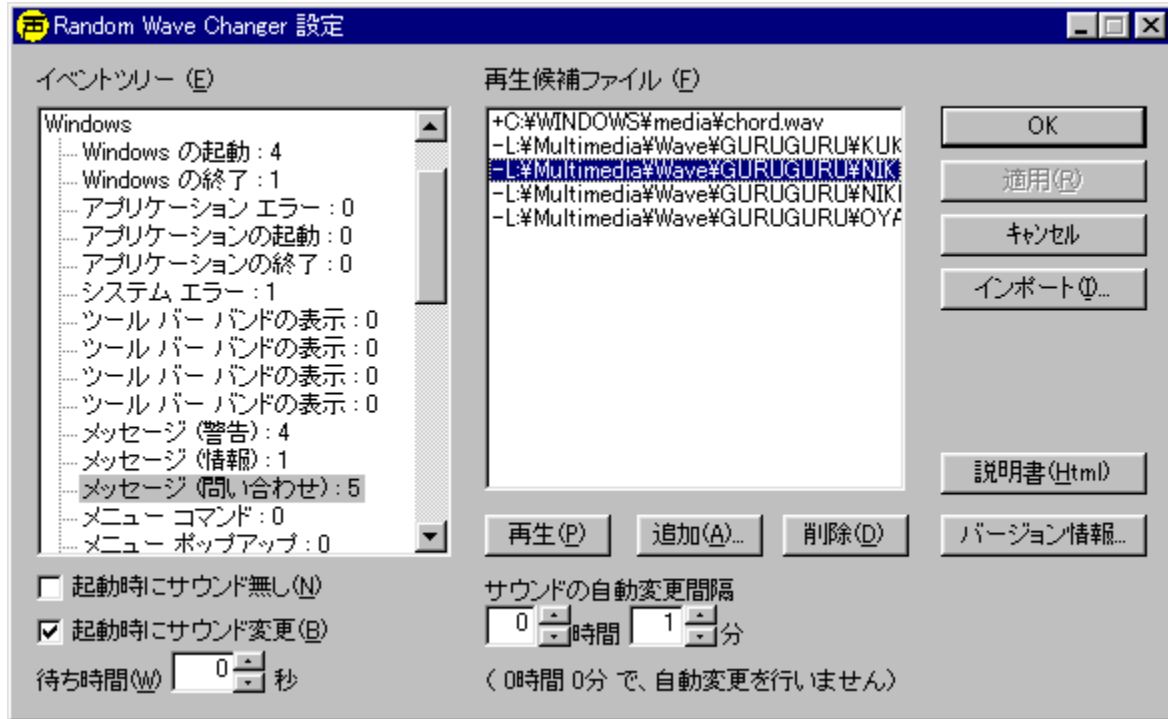 西 Random Wave Changer 設定
イベントツリー (E)
Windows
Windows の起動 : 4
Windows の終了 : 1
アプリケーション エラー : 0
アプリケーションの起動 : 0
アプリケーションの終了 : 0
システム エラー : 1
ツール バー バンドの表示 : 0
ツール バー バンドの表示 : 0
ツール バー バンドの表示 : 0
ツール バー バンドの表示 : 0
メッセージ (警告) : 4
メッセージ (情報) : 1
メッセージ (問い合わせ) : 5
メニュー コマンド : 0
メニュー ポップアップ : 0
起動時にサウンド無し(N)
起動時にサウンド変更(B)
待ち時間(W) 0 秒
再生候補ファイル (F)
+C:¥WINDOWS¥media¥chord.wav
-L:¥Multimedia¥Wave¥GURUGURU¥KUK
-L:¥Multimedia¥Wave¥GURUGURU¥NIK
-L:¥Multimedia¥Wave¥GURUGURU¥NIKI
-L:¥Multimedia¥Wave¥GURUGURU¥OYA
再生(P) 追加(A)... 削除(D)
サウンドの自動変更間隔
0 時間 1 分
( 0時間 0分 で、自動変更を行いません)
OK
適用(R)
キャンセル
インポート(I)...
説明書(Html)
バージョン情報...